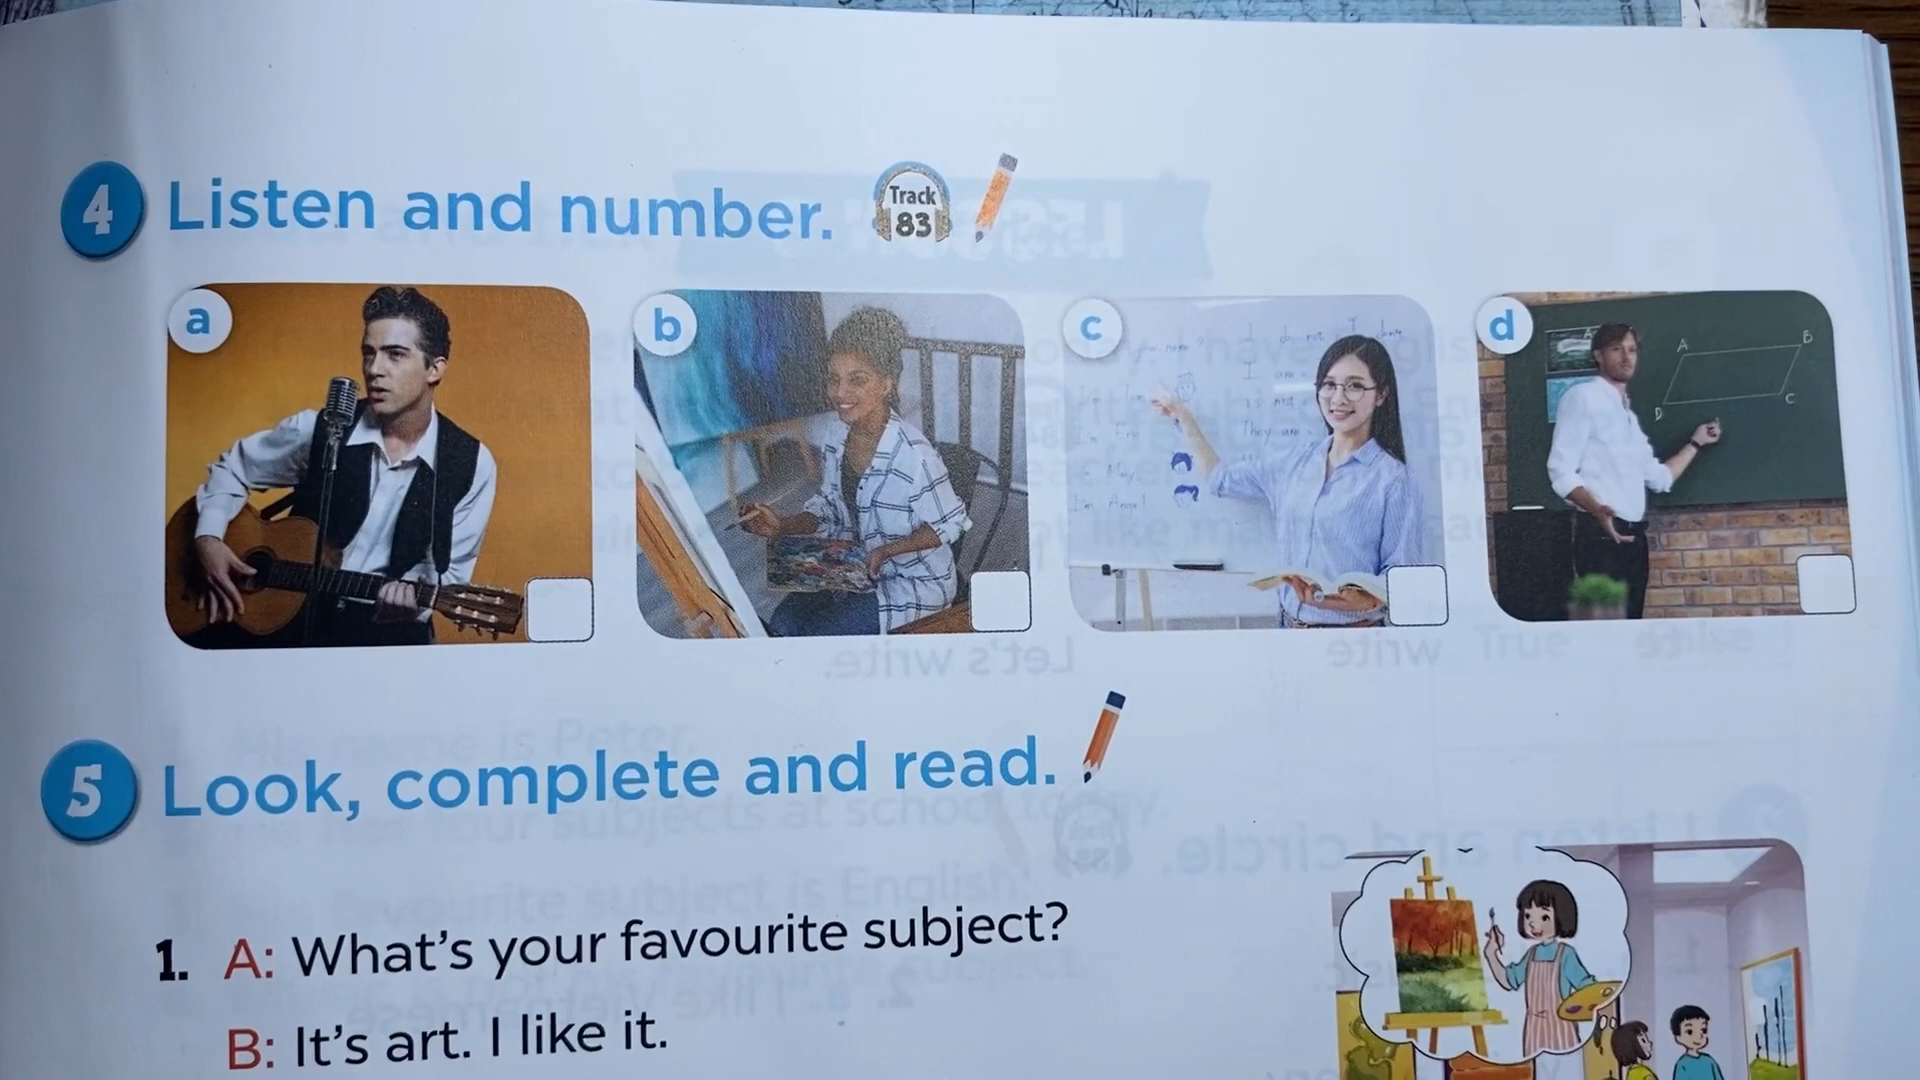 4 Listen and number. Track 83
a b c d
A B
D C
5 Look, complete and read.
1. A: What's your favourite subject?
B: It's art. I like it.